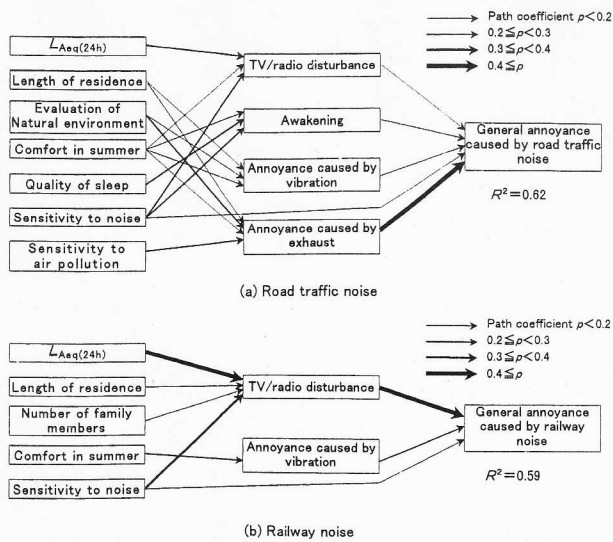 Path coefficient p<0.2
0.2≦p<0.3
0.3≦p<0.4
0.4≦p
LAeq(24h)
Length of residence
Evaluation of
Natural environment
Comfort in summer
Quality of sleep
Sensitivity to noise
Sensitivity to
air pollution
TV/radio disturbance
Awakening
Annoyance caused by
vibration
Annoyance caused by
exhaust
General annoyance
caused by road traffic
noise
R²=0.62
(a) Road traffic noise
Path coefficient p<0.2
0.2≦p<0.3
0.3≦p<0.4
0.4≦p
LAeq(24h)
Length of residence
Number of family
members
Comfort in summer
Sensitivity to noise
TV/radio disturbance
Annoyance caused by
vibration
General annoyance
caused by railway
noise
R²=0.59
(b) Railway noise